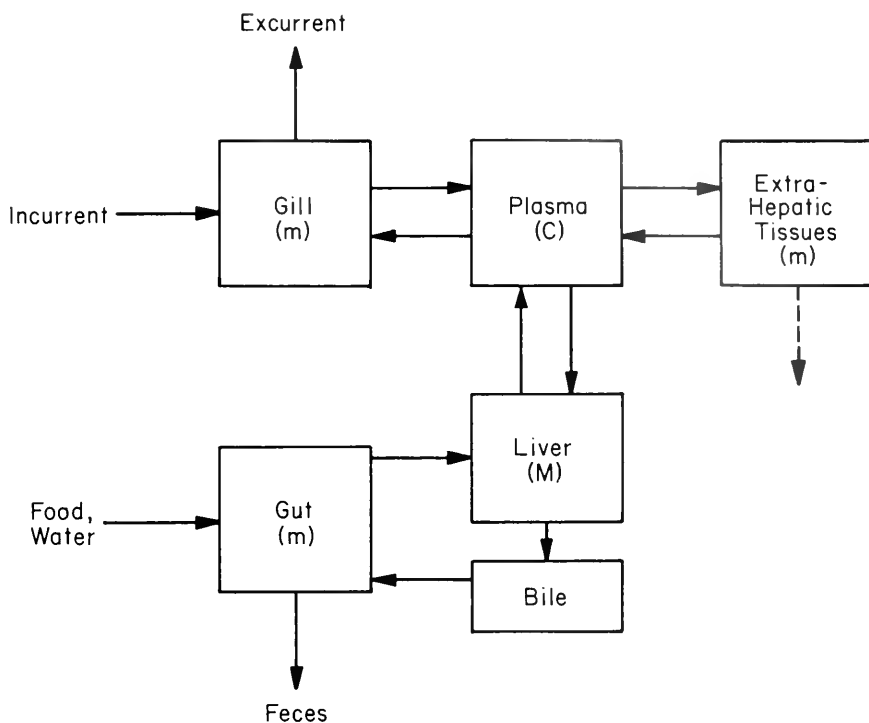 Excurrent
Incurrent
Gill
(m)
Plasma
(C)
Extra-
Hepatic
Tissues
(m)
Food,
Water
Gut
(m)
Liver
(M)
Bile
Feces